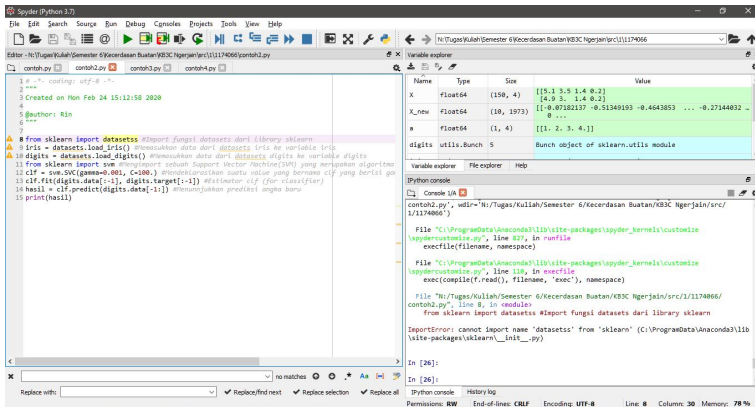 Spyder (Python 3.7)
File Edit Search Source Run Debug Consoles Projects Tools View Help
N:\Tugas\Kuliah\Semester 6\Kecerdasan Buatan\KB3C Ngerjain\src\1\1174066
Editor - N:\Tugas\Kuliah\Semester 6\Kecerdasan Buatan\KB3C Ngerjain\src\1\1174066\contoh2.py
contoh.py contoh2.py contoh3.py contoh4.py
1 # -*- coding: utf-8 -*-
2 """
3 Created on Mon Feb 24 15:12:58 2020
4
5 @author: Rin
6 """
7
8 from sklearn import datasetss #Import fungsi datasets dari library sklearn
9 iris = datasets.load_iris() #Memasukkan data dari datasets iris ke variable iris
10 digits = datasets.load_digits() #Memasukkan data dari datasets digits ke variable digits
11 from sklearn import svm #Mengimport sebuah Support Vector Machine(SVM) yang merupakan algoritma
12 clf = svm.SVC(gamma=0.001, C=100.) #Mendeklarasikan suatu value yang bernama clf yang berisi ga
13 clf.fit(digits.data[:-1], digits.target[:-1]) #Estimator clf (for classifier)
14 hasil = clf.predict(digits.data[-1:]) #Menunnjukkan prediksi angka baru
15 print(hasil)
no matches Aa
Replace with: Replace/find next Replace selection Replace all
Variable explorer
Name Type Size Value
X float64 (150, 4) [[5.1 3.5 1.4 0.2]
[4.9 3. 1.4 0.2]
X_new float64 (10, 1973) [[-0.07182137 -0.51349193 -0.4643853 ... -0.27144032 ...
0 ...
a float64 (1, 4) [[1. 2. 3. 4.]]
digits utils.Bunch 5 Bunch object of sklearn.utils module
Variable explorer File explorer Help
IPython console
Console 1/A
contoh2.py', wdir='N:/Tugas/Kuliah/Semester 6/Kecerdasan Buatan/KB3C Ngerjain/src/
1/1174066')
File "C:\ProgramData\Anaconda3\lib\site-packages\spyder_kernels\customize
\spydercustomize.py", line 827, in runfile
execfile(filename, namespace)
File "C:\ProgramData\Anaconda3\lib\site-packages\spyder_kernels\customize
\spydercustomize.py", line 110, in execfile
exec(compile(f.read(), filename, 'exec'), namespace)
File "N:/Tugas/Kuliah/Semester 6/Kecerdasan Buatan/KB3C Ngerjain/src/1/1174066/
contoh2.py", line 8, in <module>
from sklearn import datasetss #Import fungsi datasets dari library sklearn
ImportError: cannot import name 'datasetss' from 'sklearn' (C:\ProgramData\Anaconda3\lib
\site-packages\sklearn\__init__.py)
In [26]:
In [26]:
IPython console History log
Permissions: RW End-of-lines: CRLF Encoding: UTF-8 Line: 8 Column: 30 Memory: 78 %